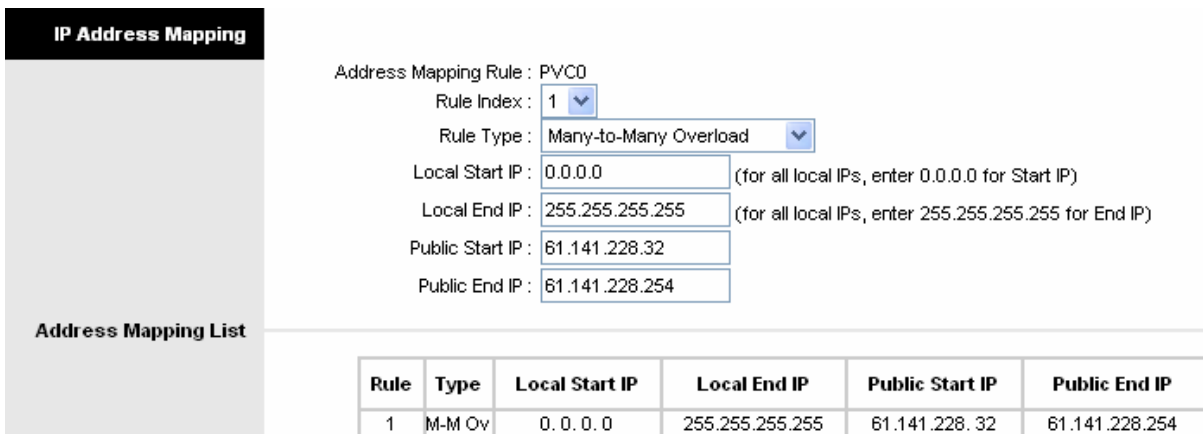 IP Address Mapping
Address Mapping Rule : PVC0
Rule Index : 1
Rule Type : Many-to-Many Overload
Local Start IP : 0.0.0.0 (for all local IPs, enter 0.0.0.0 for Start IP)
Local End IP : 255.255.255.255 (for all local IPs, enter 255.255.255.255 for End IP)
Public Start IP : 61.141.228.32
Public End IP : 61.141.228.254
Address Mapping List
Rule Type Local Start IP Local End IP Public Start IP Public End IP
1 M-M Ov 0. 0. 0. 0 255.255.255.255 61.141.228. 32 61.141.228.254